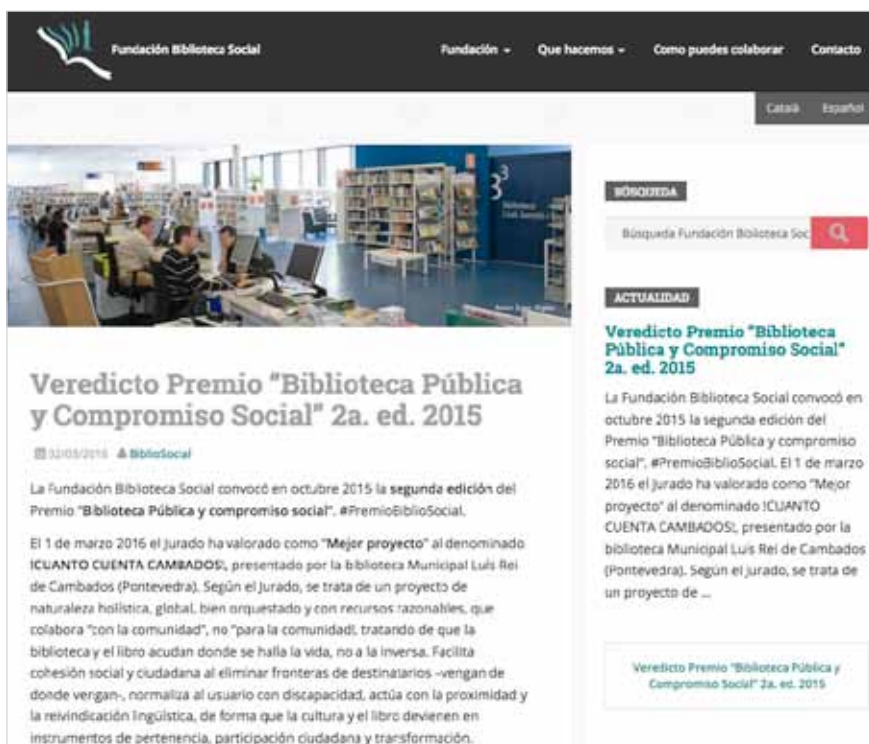 Fundación Biblioteca Social
Fundación
Que hacemos
Como puedes colaborar
Contacto
Català Español
Veredicto Premio "Biblioteca Pública
y Compromiso Social" 2a. ed. 2015
BiblioSocial
La Fundación Biblioteca Social convocó en octubre 2015 la segunda edición del
Premio "Biblioteca Pública y compromiso social". #PremioBiblioSocial.
El 1 de marzo 2016 el Jurado ha valorado como "Mejor proyecto" al denominado
!CUANTO CUENTA CAMBADOS!, presentado por la biblioteca Municipal Luís Rei
de Cambados (Pontevedra). Según el Jurado, se trata de un proyecto de
naturaleza holística, global, bien orquestado y con recursos razonables, que
colabora "con la comunidad", no "para la comunidad!, tratando de que la
biblioteca y el libro acudan donde se halla la vida, no a la inversa. Facilita
cohesión social y ciudadana al eliminar fronteras de destinatarios –vengan de
donde vengan-, normaliza al usuario con discapacidad, actúa con la proximidad y
la reivindicación lingüística, de forma que la cultura y el libro devienen en
instrumentos de pertenencia, participación ciudadana y transformación.
BÚSQUEDA
Búsqueda Fundación Biblioteca Soc
ACTUALIDAD
Veredicto Premio "Biblioteca
Pública y Compromiso Social"
2a. ed. 2015
La Fundación Biblioteca Social convocó en
octubre 2015 la segunda edición del
Premio "Biblioteca Pública y compromiso
social". #PremioBiblioSocial. El 1 de marzo
2016 el Jurado ha valorado como "Mejor
proyecto" al denominado !CUANTO
CUENTA CAMBADOS!, presentado por la
biblioteca Municipal Luís Rei de Cambados
(Pontevedra). Según el Jurado, se trata de
un proyecto de ...
Veredicto Premio "Biblioteca Pública y
Compromiso Social" 2a. ed. 2015